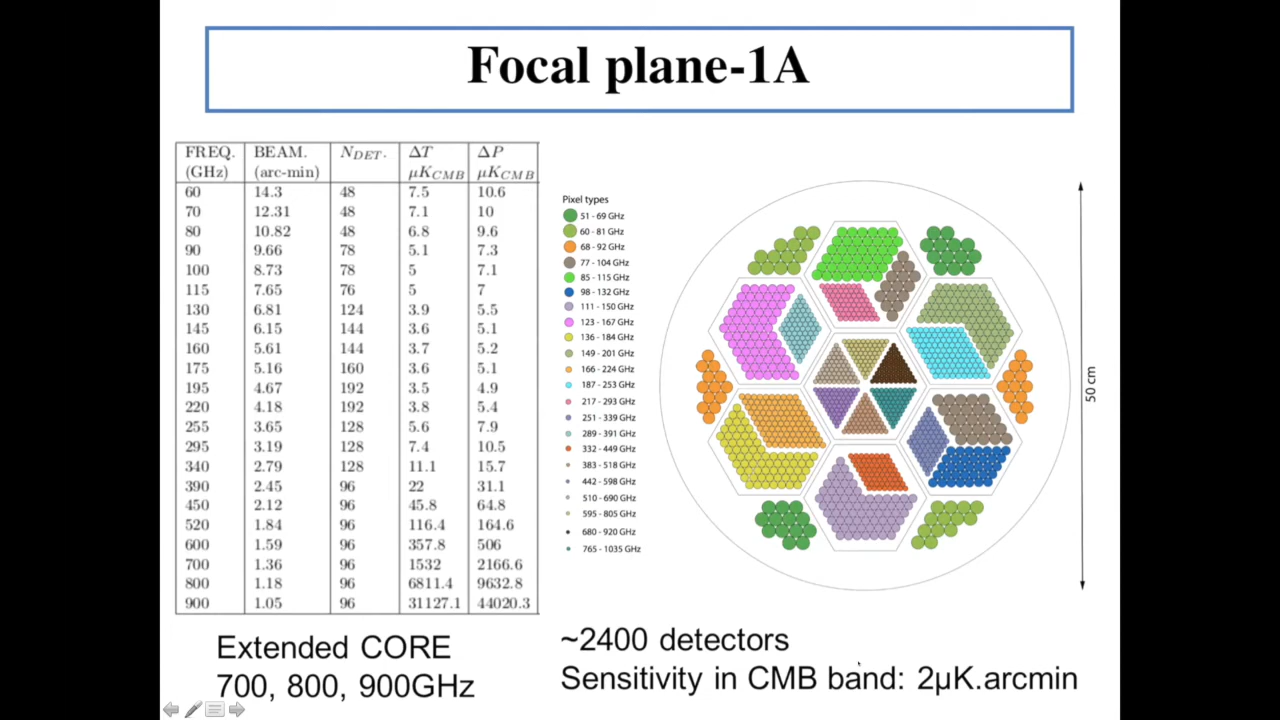 Focal plane-1A
FREQ. BEAM. N_DET. ΔT ΔP
(GHz) (arc-min) μK_CMB μK_CMB
60 14.3 48 7.5 10.6
70 12.31 48 7.1 10
80 10.82 48 6.8 9.6
90 9.66 78 5.1 7.3
100 8.73 78 5 7.1
115 7.65 76 5 7
130 6.81 124 3.9 5.5
145 6.15 144 3.6 5.1
160 5.61 144 3.7 5.2
175 5.16 160 3.6 5.1
195 4.67 192 3.5 4.9
220 4.18 192 3.8 5.4
255 3.65 128 5.6 7.9
295 3.19 128 7.4 10.5
340 2.79 128 11.1 15.7
390 2.45 96 22 31.1
450 2.12 96 45.8 64.8
520 1.84 96 116.4 164.6
600 1.59 96 357.8 506
700 1.36 96 1532 2166.6
800 1.18 96 6811.4 9632.8
900 1.05 96 31127.1 44020.3
Pixel types
51 - 69 GHz
60 - 81 GHz
68 - 92 GHz
77 - 104 GHz
85 - 115 GHz
98 - 132 GHz
111 - 150 GHz
123 - 167 GHz
136 - 184 GHz
149 - 201 GHz
166 - 224 GHz
187 - 253 GHz
217 - 293 GHz
251 - 339 GHz
289 - 391 GHz
332 - 449 GHz
383 - 518 GHz
442 - 598 GHz
510 - 690 GHz
595 - 805 GHz
680 - 920 GHz
765 - 1035 GHz
50 cm
Extended CORE
700, 800, 900GHz
~2400 detectors
Sensitivity in CMB band: 2μK.arcmin